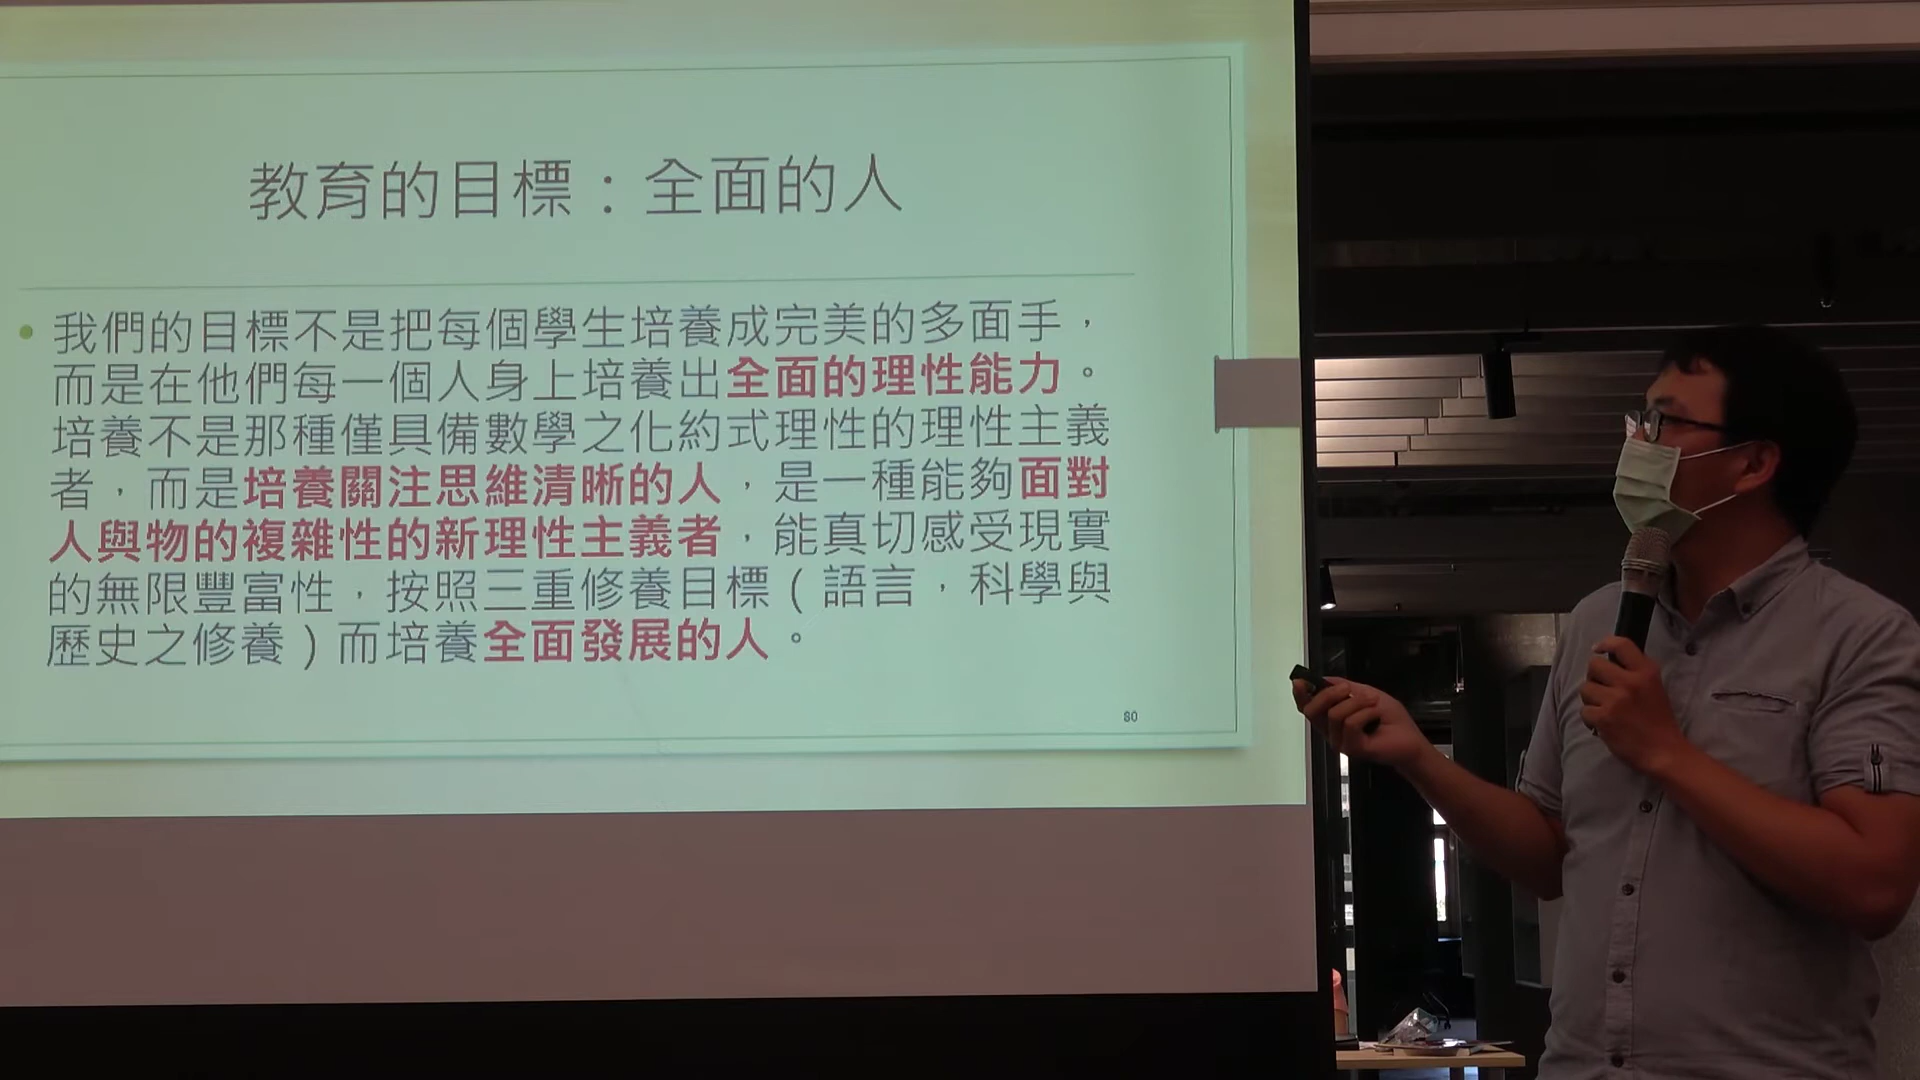 教育的目標：全面的人
• 我們的目標不是把每個學生培養成完美的多面手，
而是在他們每一個人身上培養出全面的理性能力。
培養不是那種僅具備數學之化約式理性的理性主義
者，而是培養關注思維清晰的人，是一種能夠面對
人與物的複雜性的新理性主義者，能真切感受現實
的無限豐富性，按照三重修養目標（語言，科學與
歷史之修養）而培養全面發展的人。
80